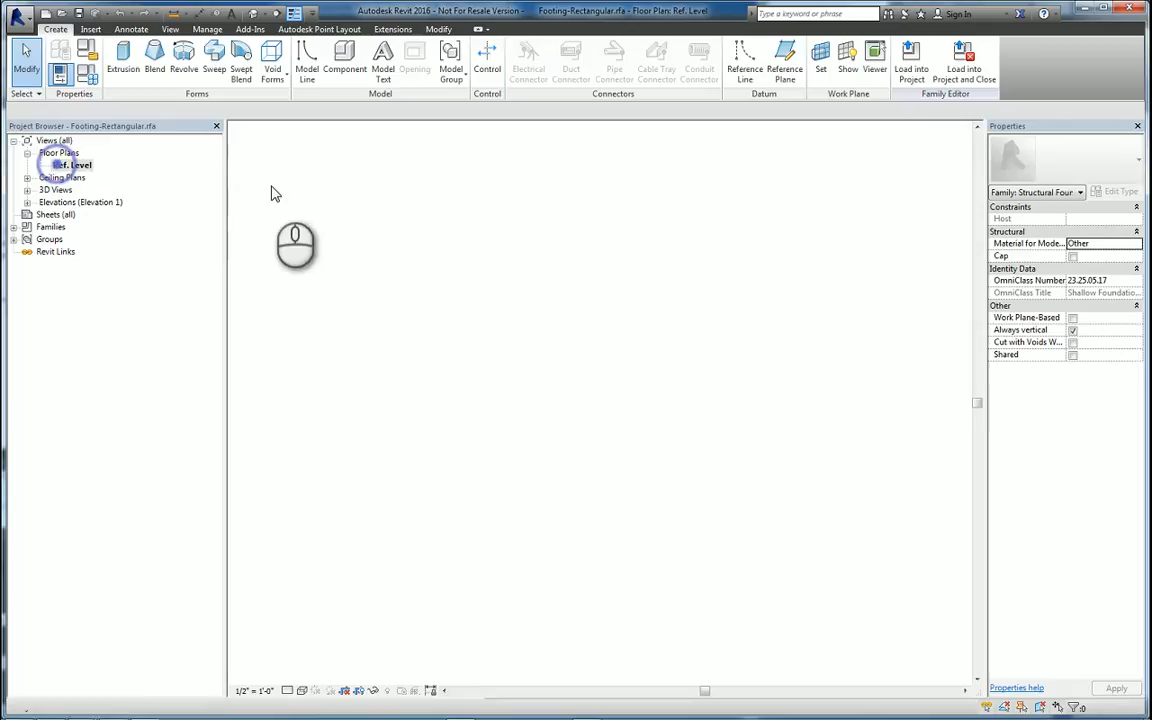 Autodesk Revit 2016 - Not For Resale Version - Footing-Rectangular.rfa - Floor Plan: Ref. Level
Type a keyword or phrase
Sign In
Create Insert Annotate View Manage Add-Ins Autodesk Point Layout Extensions Modify
Modify
Extrusion Blend Revolve Sweep Swept Blend Void Forms
Model Line Component Model Text Opening Model Group
Control
Electrical Connector Duct Connector Pipe Connector Cable Tray Connector Conduit Connector
Reference Line Reference Plane
Set Show Viewer
Load into Project Load into Project and Close
Select Properties Forms Model Control Connectors Datum Work Plane Family Editor
Project Browser - Footing-Rectangular.rfa
Views (all)
Floor Plans
Ref. Level
Ceiling Plans
3D Views
Elevations (Elevation 1)
Sheets (all)
Families
Groups
Revit Links
Properties
Family: Structural Four Edit Type
Constraints
Host
Structural
Material for Mode... Other
Cap
Identity Data
OmniClass Number 23.25.05.17
OmniClass Title Shallow Foundatio...
Other
Work Plane-Based
Always vertical
Cut with Voids W...
Shared
Properties help
Apply
1/2" = 1'-0"
:0